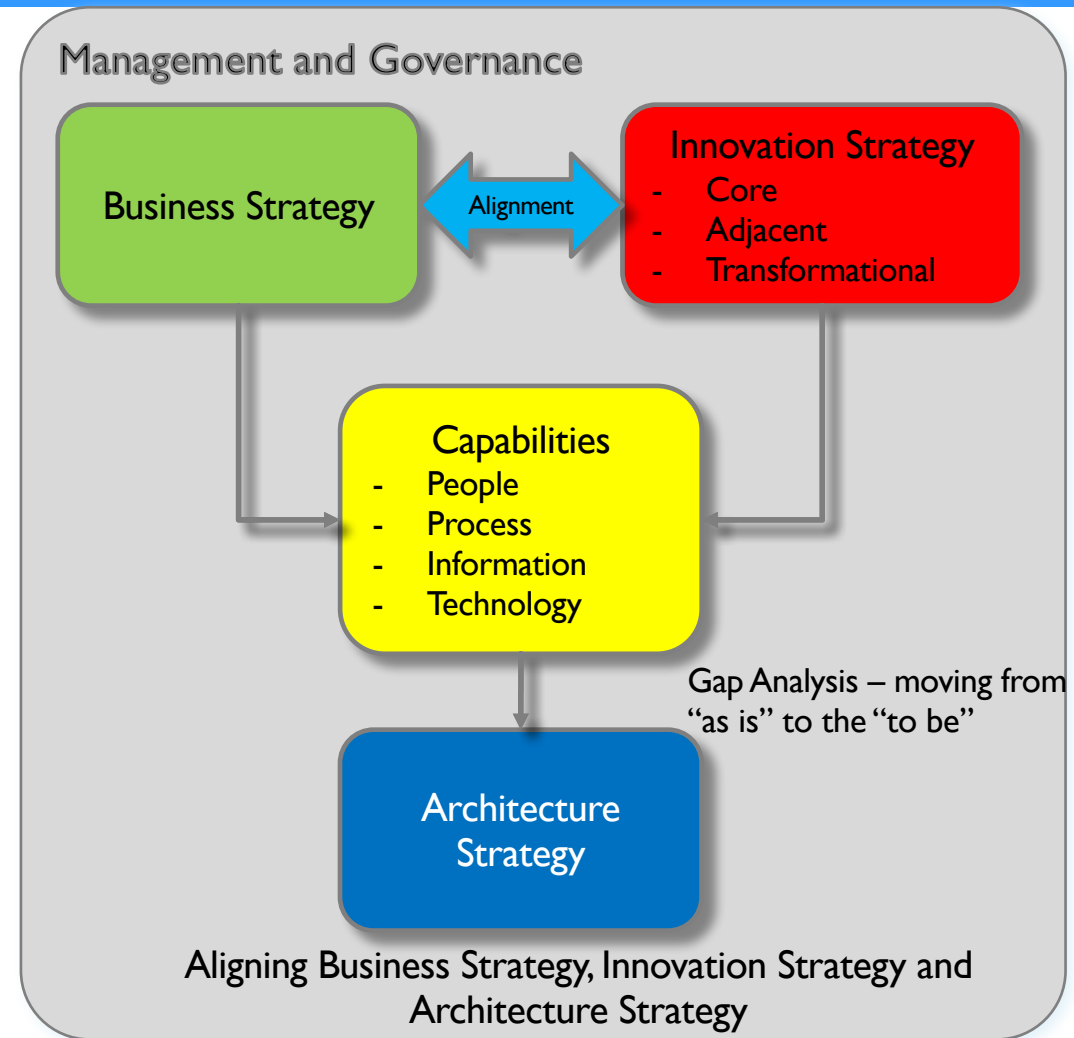 Management and Governance
Business Strategy
Alignment
Innovation Strategy
- Core
- Adjacent
- Transformational
Capabilities
- People
- Process
- Information
- Technology
Gap Analysis – moving from
“as is” to the “to be”
Architecture
Strategy
Aligning Business Strategy, Innovation Strategy and
Architecture Strategy